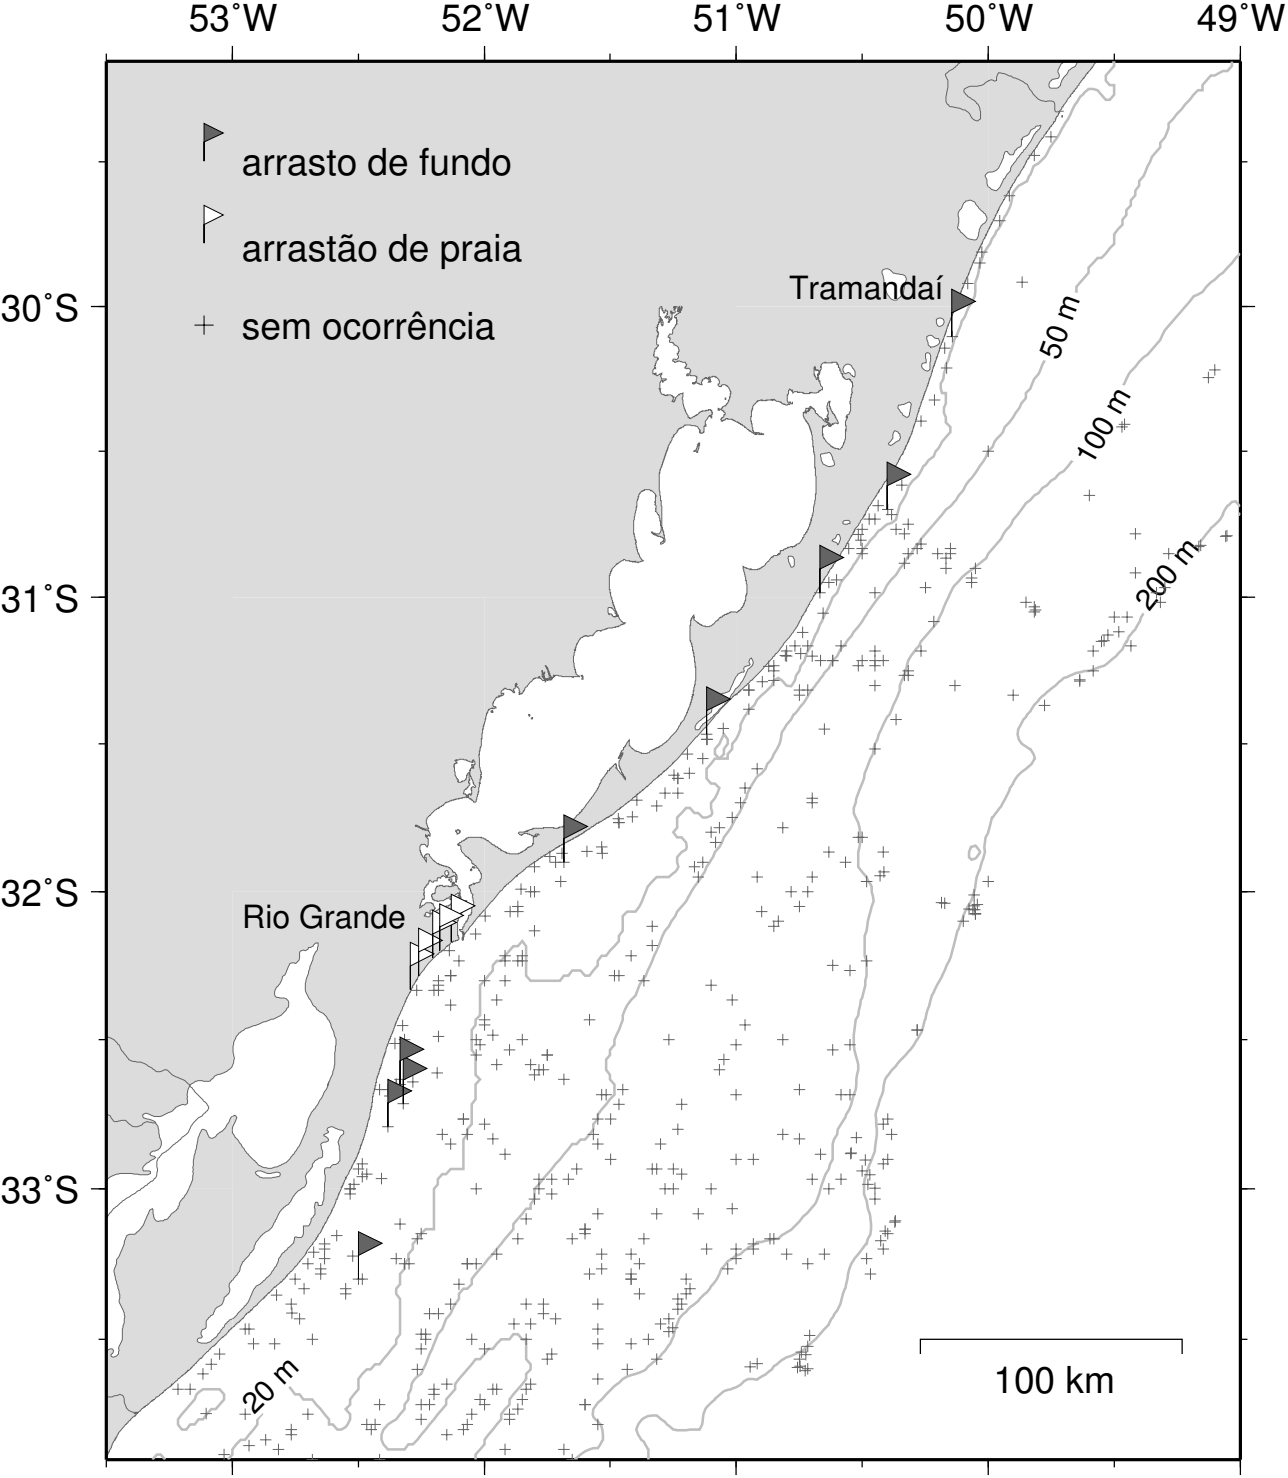 53˚W 52˚W 51˚W 50˚W 49˚W
arrasto de fundo
arrastão de praia
sem ocorrência
Tramandaí
30˚S
50 m
100 m
200 m
31˚S
32˚S
Rio Grande
33˚S
20 m
100 km